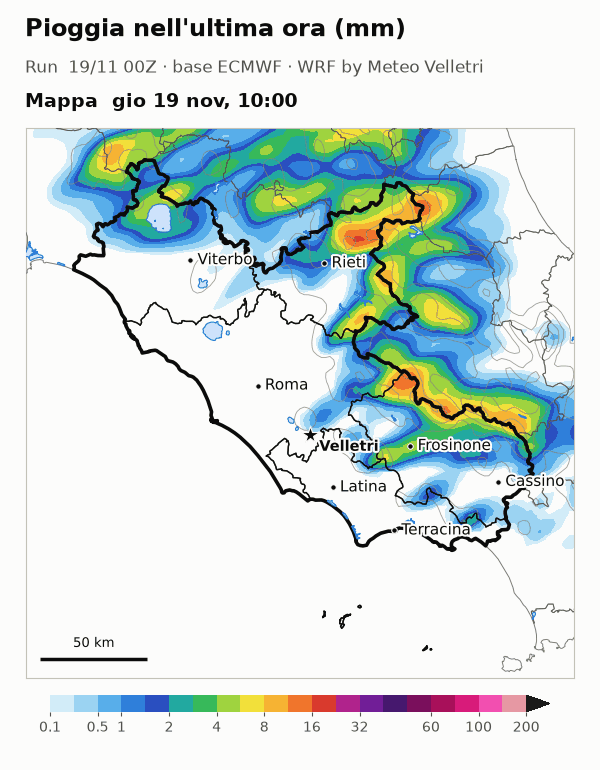 Pioggia nell'ultima ora (mm)
Run  19/11 00Z · base ECMWF · WRF by Meteo Velletri
Mappa  gio 19 nov, 10:00
Viterbo
Rieti
Roma
Velletri
Frosinone
Cassino
Latina
Terracina
50 km
0.1 0.5 1 2 4 8 16 32 60 100 200